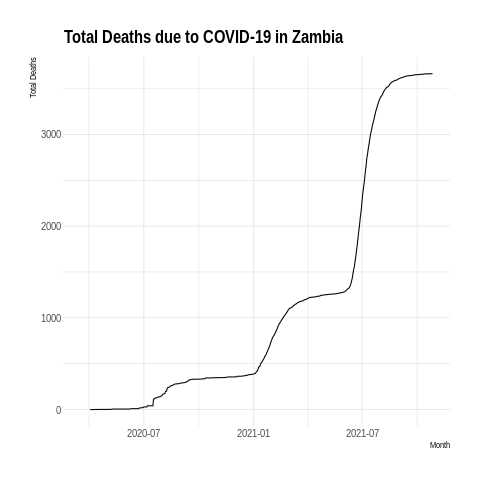 Total Deaths due to COVID-19 in Zambia
Total Deaths
3000
2000
1000
0
2020-07 2021-01 2021-07
Month